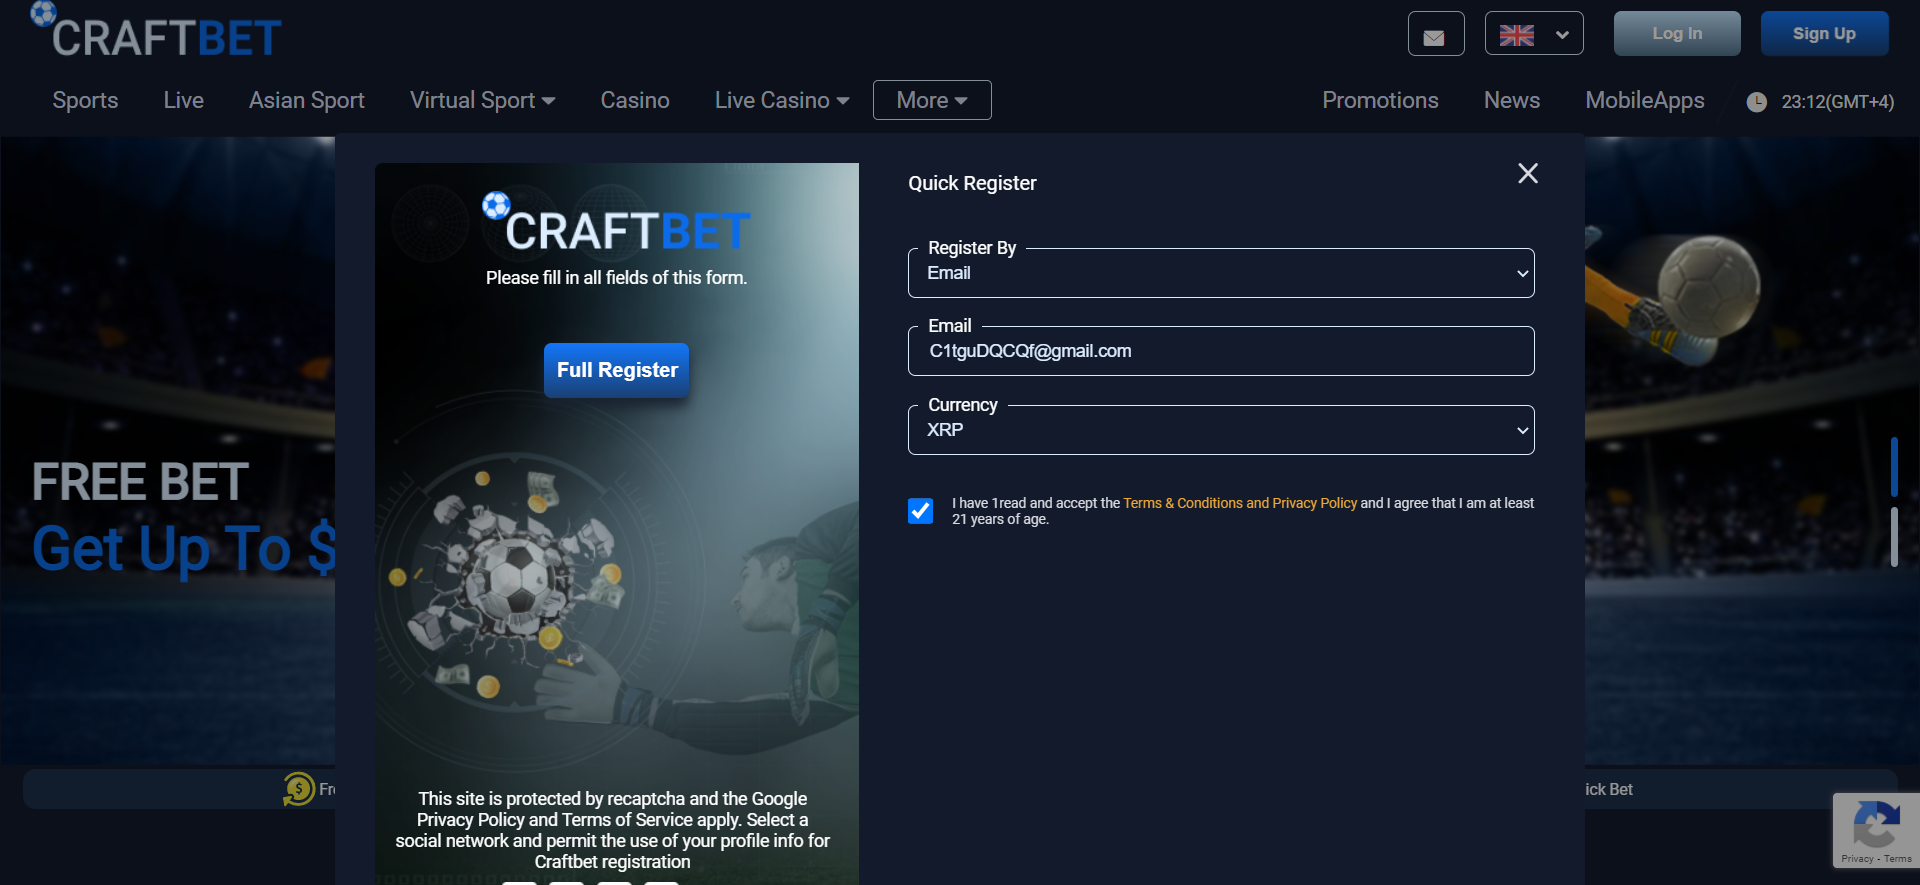 CRAFTBET
Log In
Sign Up
Sports
Live
Asian Sport
Virtual Sport
Casino
Live Casino
More
Promotions
News
MobileApps
23:12(GMT+4)
FREE BET
Get Up To $
CRAFTBET
Please fill in all fields of this form.
Full Register
This site is protected by recaptcha and the Google
Privacy Policy and Terms of Service apply. Select a
social network and permit the use of your profile info for
Craftbet registration
Quick Register
Register By
Email
Email
C1tguDQCQf@gmail.com
Currency
XRP
I have 1read and accept the Terms & Conditions and Privacy Policy and I agree that I am at least
21 years of age.
$ Fre
ick Bet
Privacy - Terms